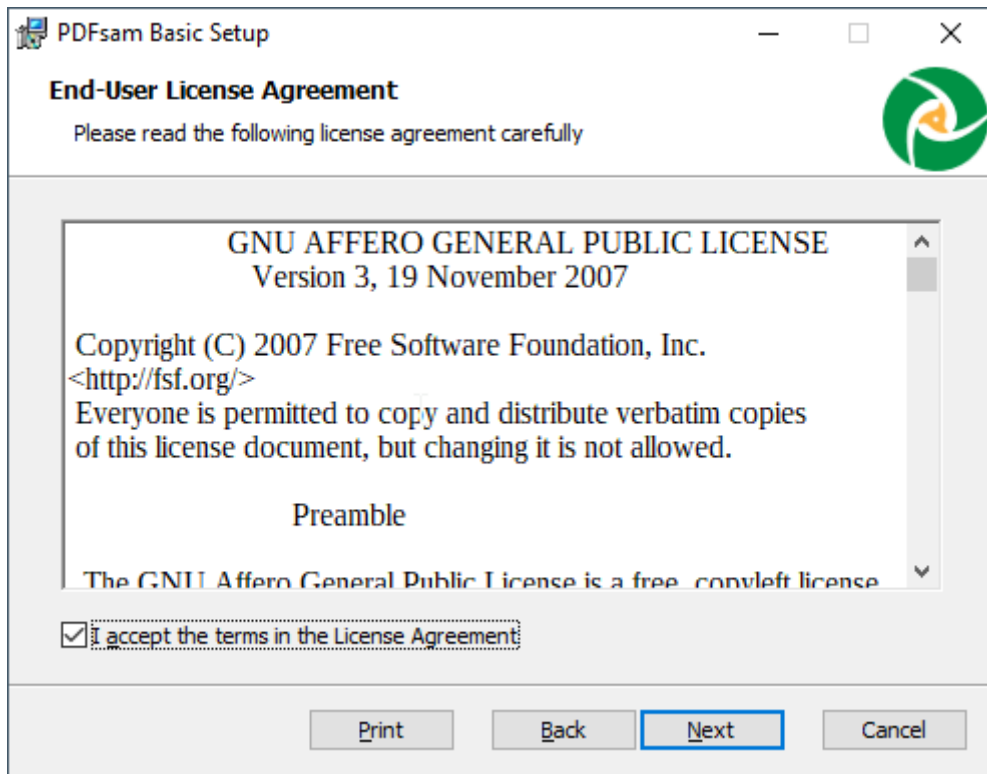 PDFsam Basic Setup
End-User License Agreement
Please read the following license agreement carefully
GNU AFFERO GENERAL PUBLIC LICENSE
Version 3, 19 November 2007
Copyright (C) 2007 Free Software Foundation, Inc.
<http://fsf.org/>
Everyone is permitted to copy and distribute verbatim copies
of this license document, but changing it is not allowed.
Preamble
The GNU Affero General Public License is a free, copyleft license
I accept the terms in the License Agreement
Print Back Next Cancel